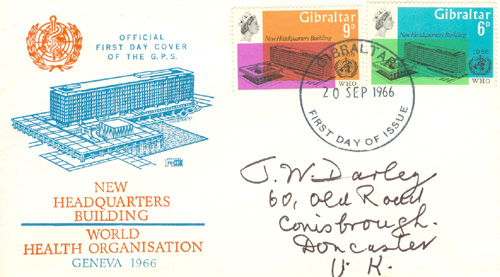 OFFICIAL
FIRST DAY COVER
OF THE G.P.S.
NEW
HEADQUARTERS
BUILDING
WORLD
HEALTH ORGANISATION
GENEVA 1966
Gibraltar
9D
New Headquarters Building
WHO
Gibraltar
6D
New Headquarters Building
1966
WHO
GIBRALTAR
20 SEP 1966
FIRST DAY OF ISSUE
J. W. Darley
60, Old Road
Conisbrough.
Doncaster
U. K.